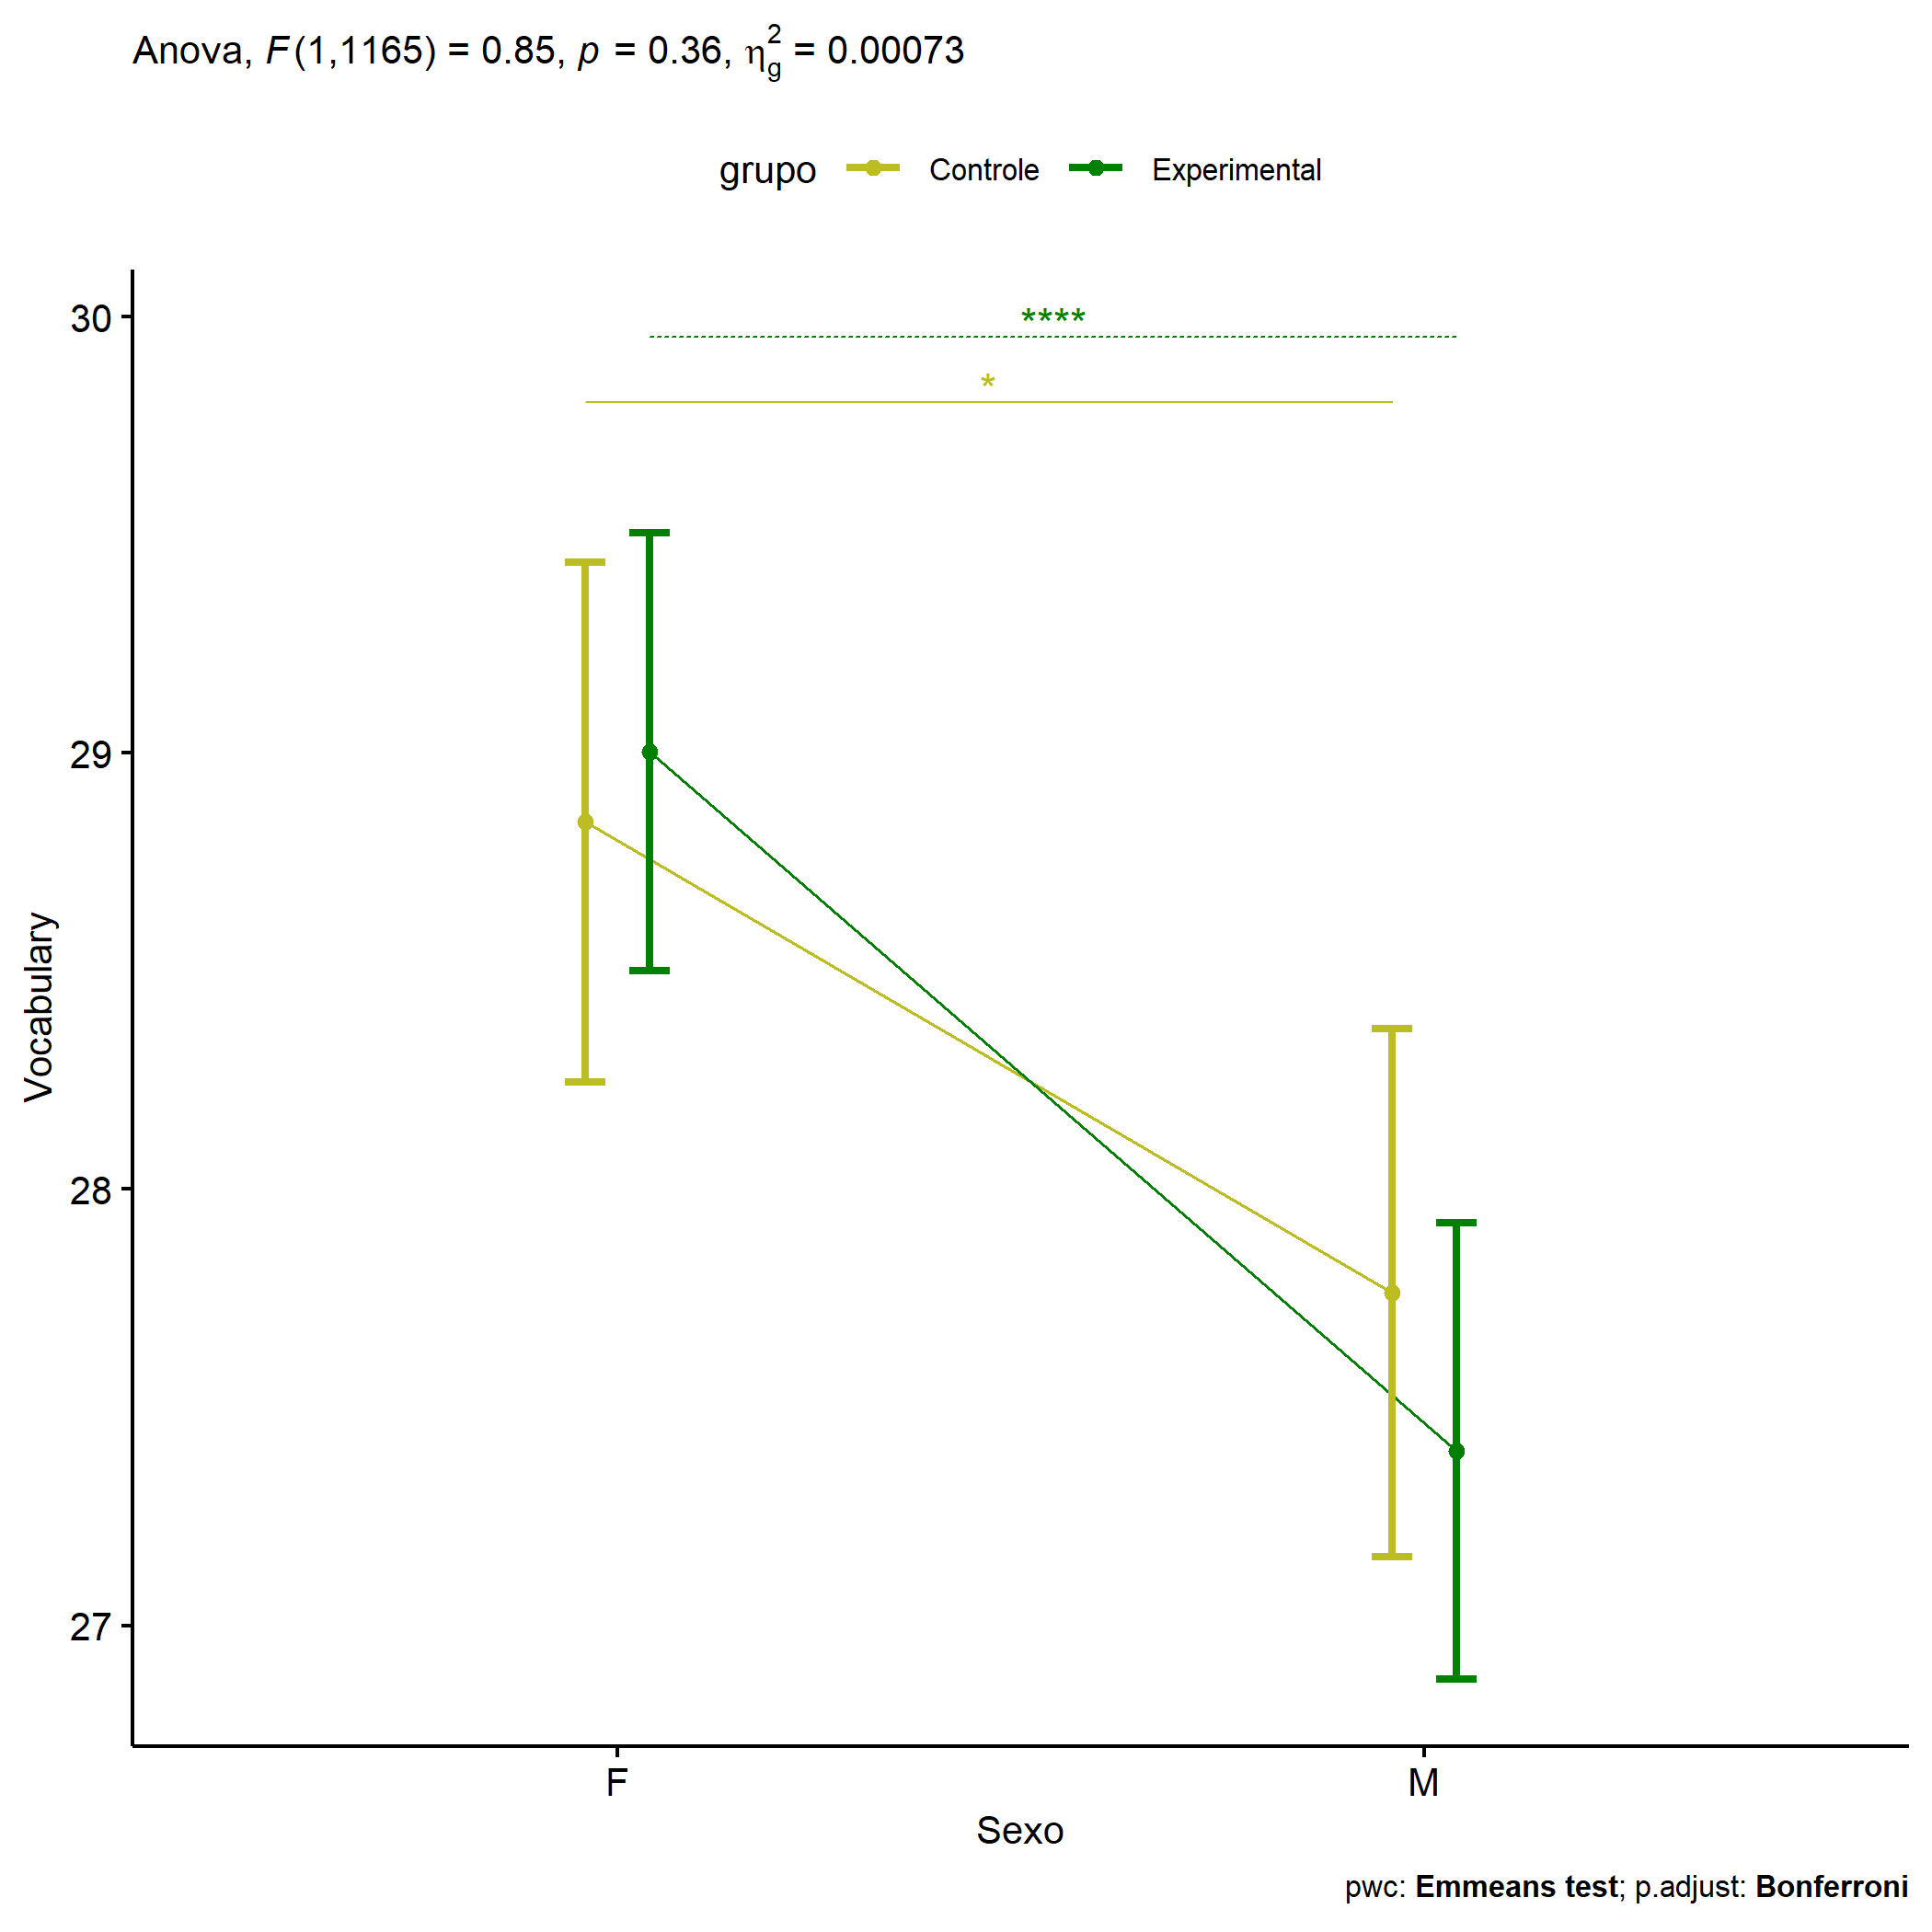 Anova, F(1,1165) = 0.85, p = 0.36, η²g = 0.00073
grupo Controle Experimental
****
*
30
29
28
27
Vocabulary
F M
Sexo
pwc: Emmeans test; p.adjust: Bonferroni